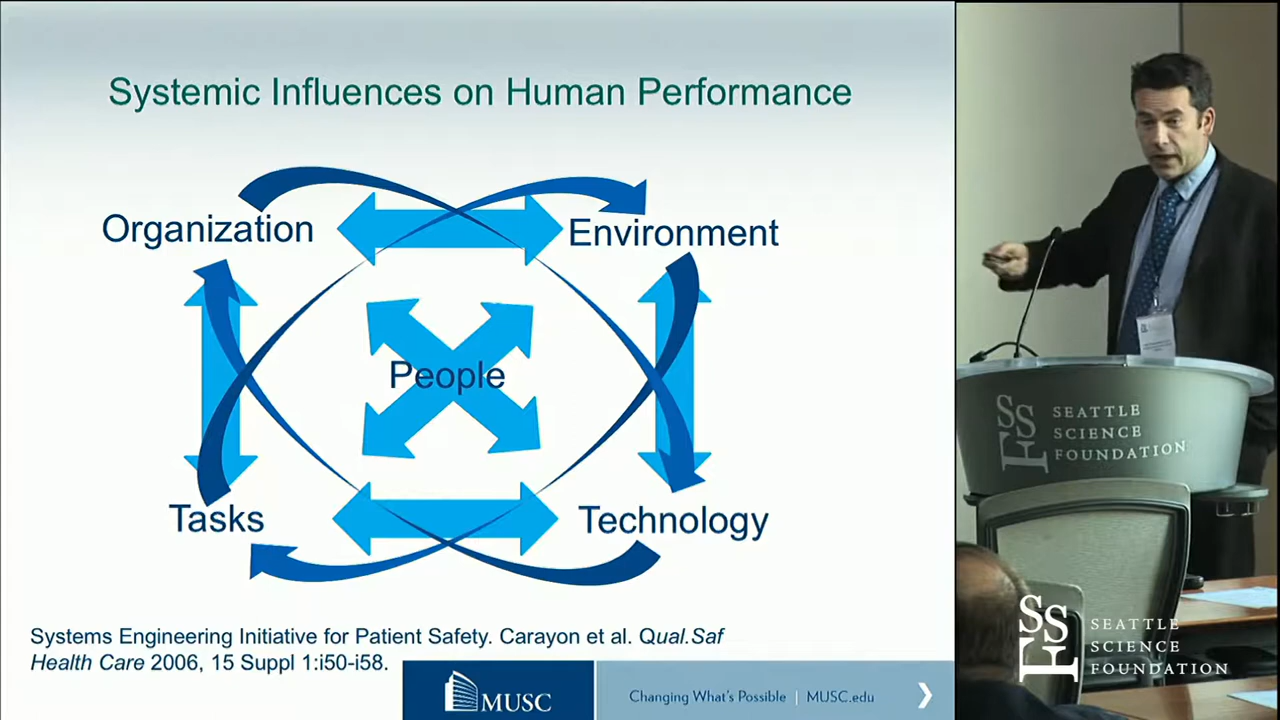 Systemic Influences on Human Performance
Organization
Environment
People
Tasks
Technology
Systems Engineering Initiative for Patient Safety. Carayon et al. Qual.Saf
Health Care 2006, 15 Suppl 1:i50-i58.
MUSC
Changing What's Possible | MUSC.edu
SSF
SEATTLE
SCIENCE
FOUNDATION
SSF
SEATTLE
SCIENCE
FOUNDATION